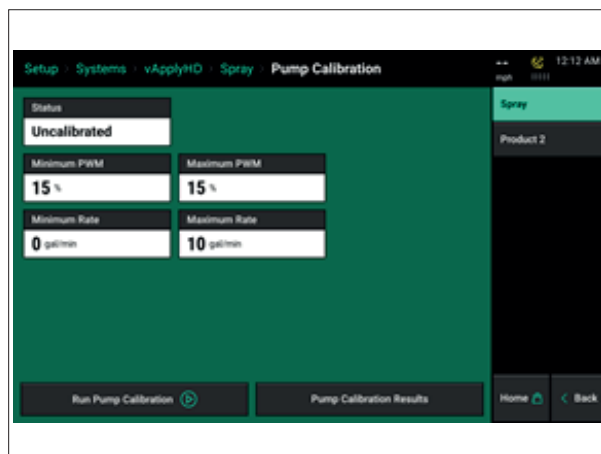 Setup > Systems > vApplyHD > Spray > Pump Calibration
-- mph
12:12 AM
Status
Uncalibrated
Minimum PWM
15 %
Maximum PWM
15 %
Minimum Rate
0 gal/min
Maximum Rate
10 gal/min
Run Pump Calibration
Pump Calibration Results
Spray
Product 2
Home
< Back